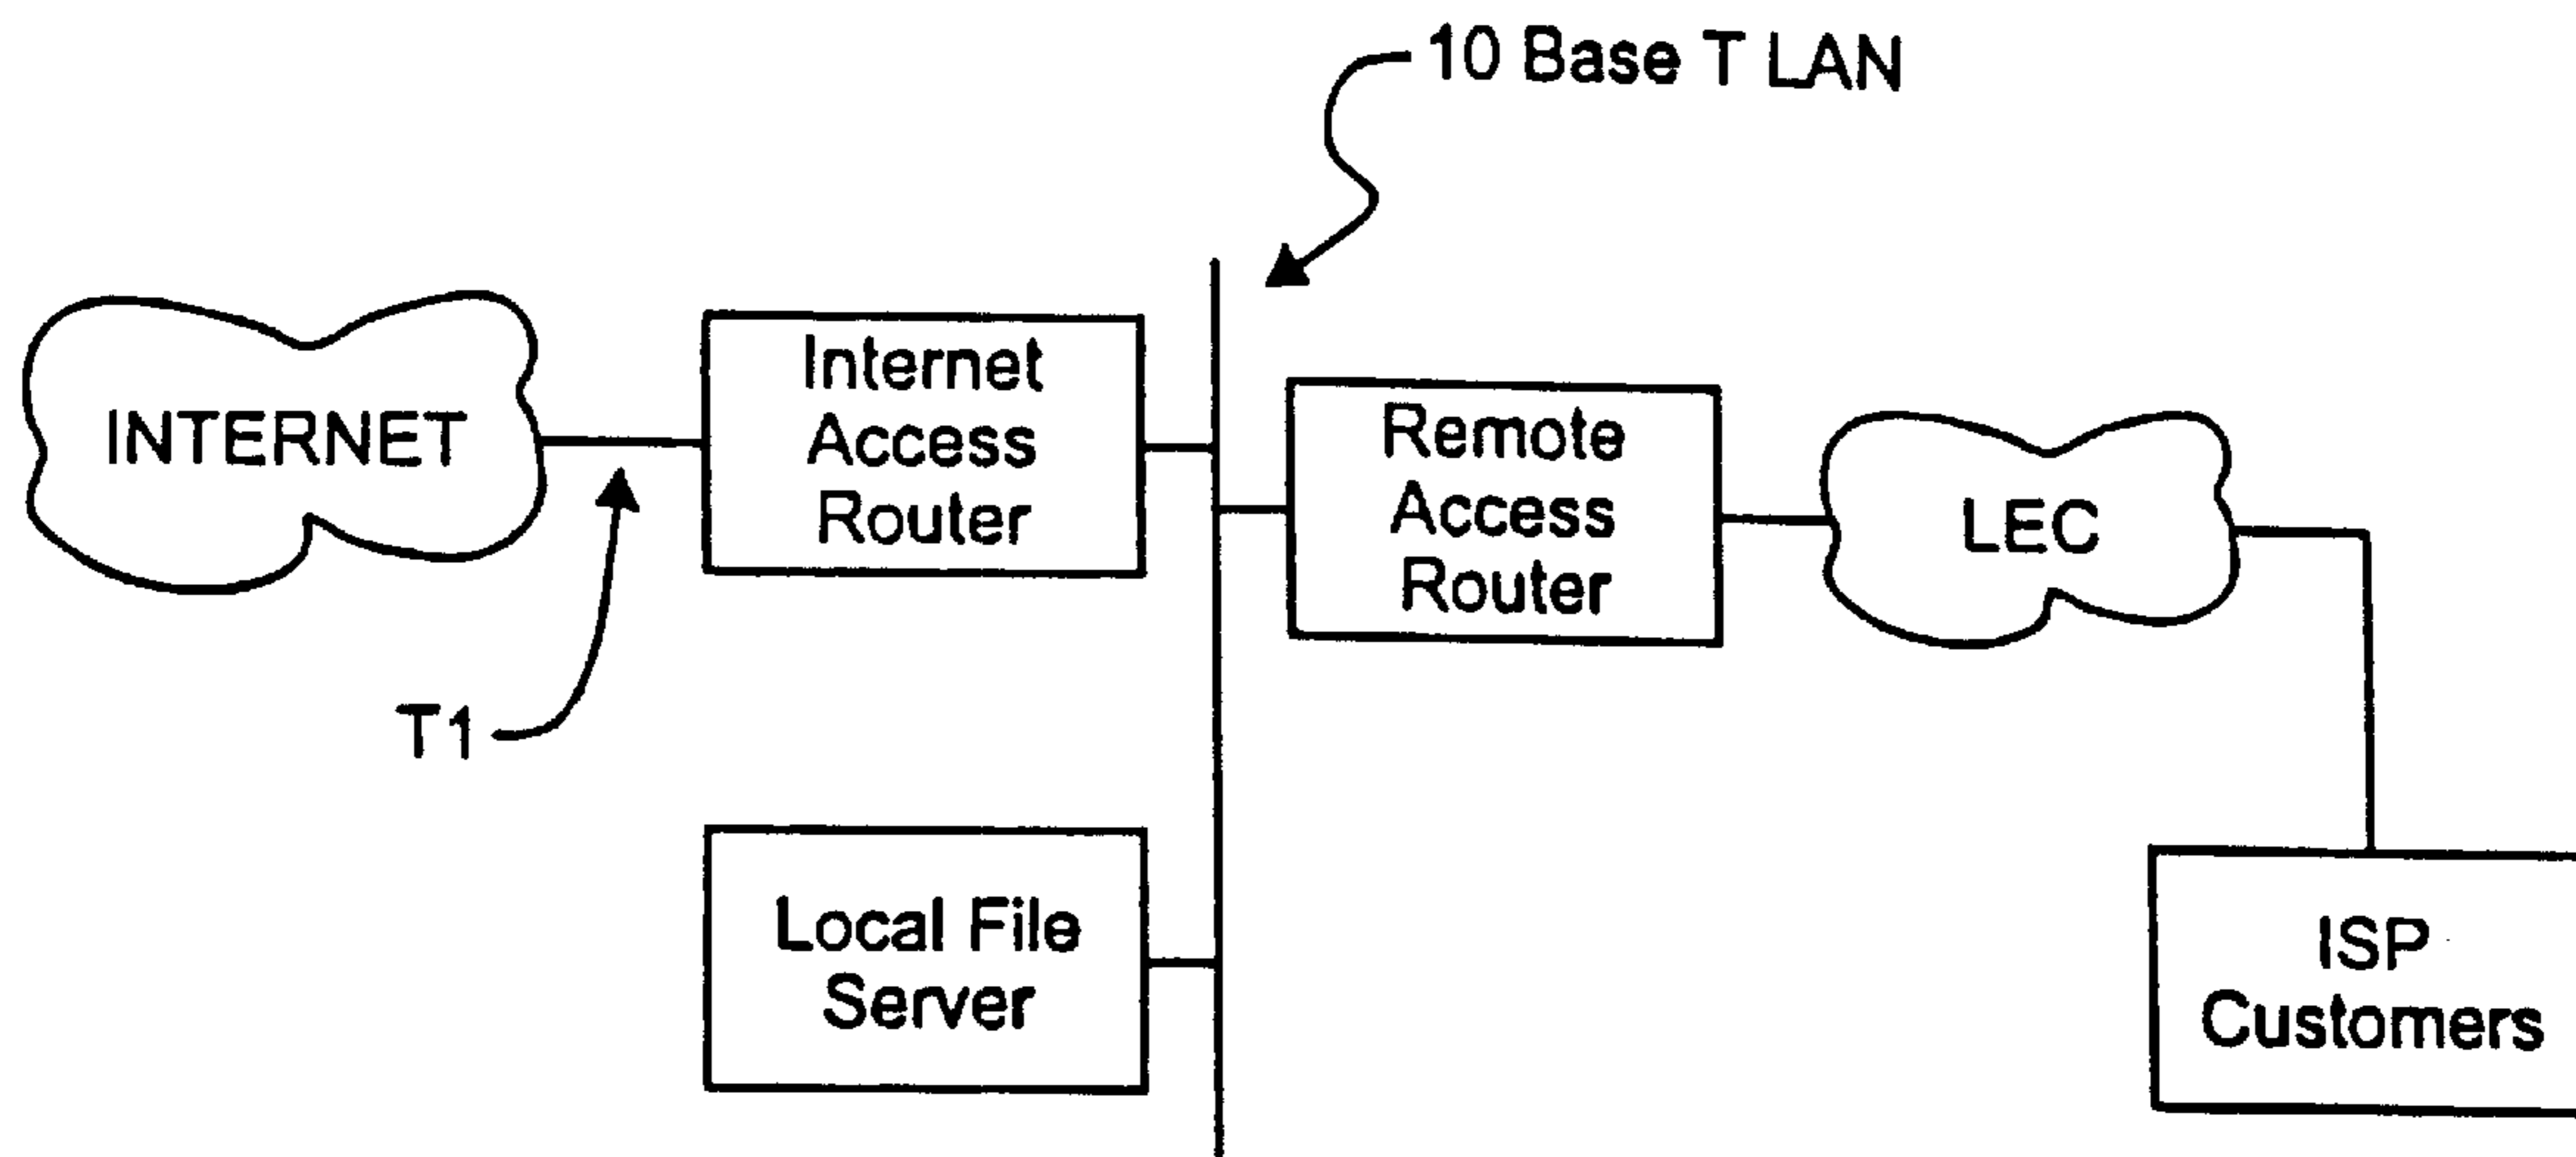 10 Base T LAN
INTERNET
Internet
Access
Router
Remote
Access
Router
LEC
T1
Local File
Server
ISP
Customers